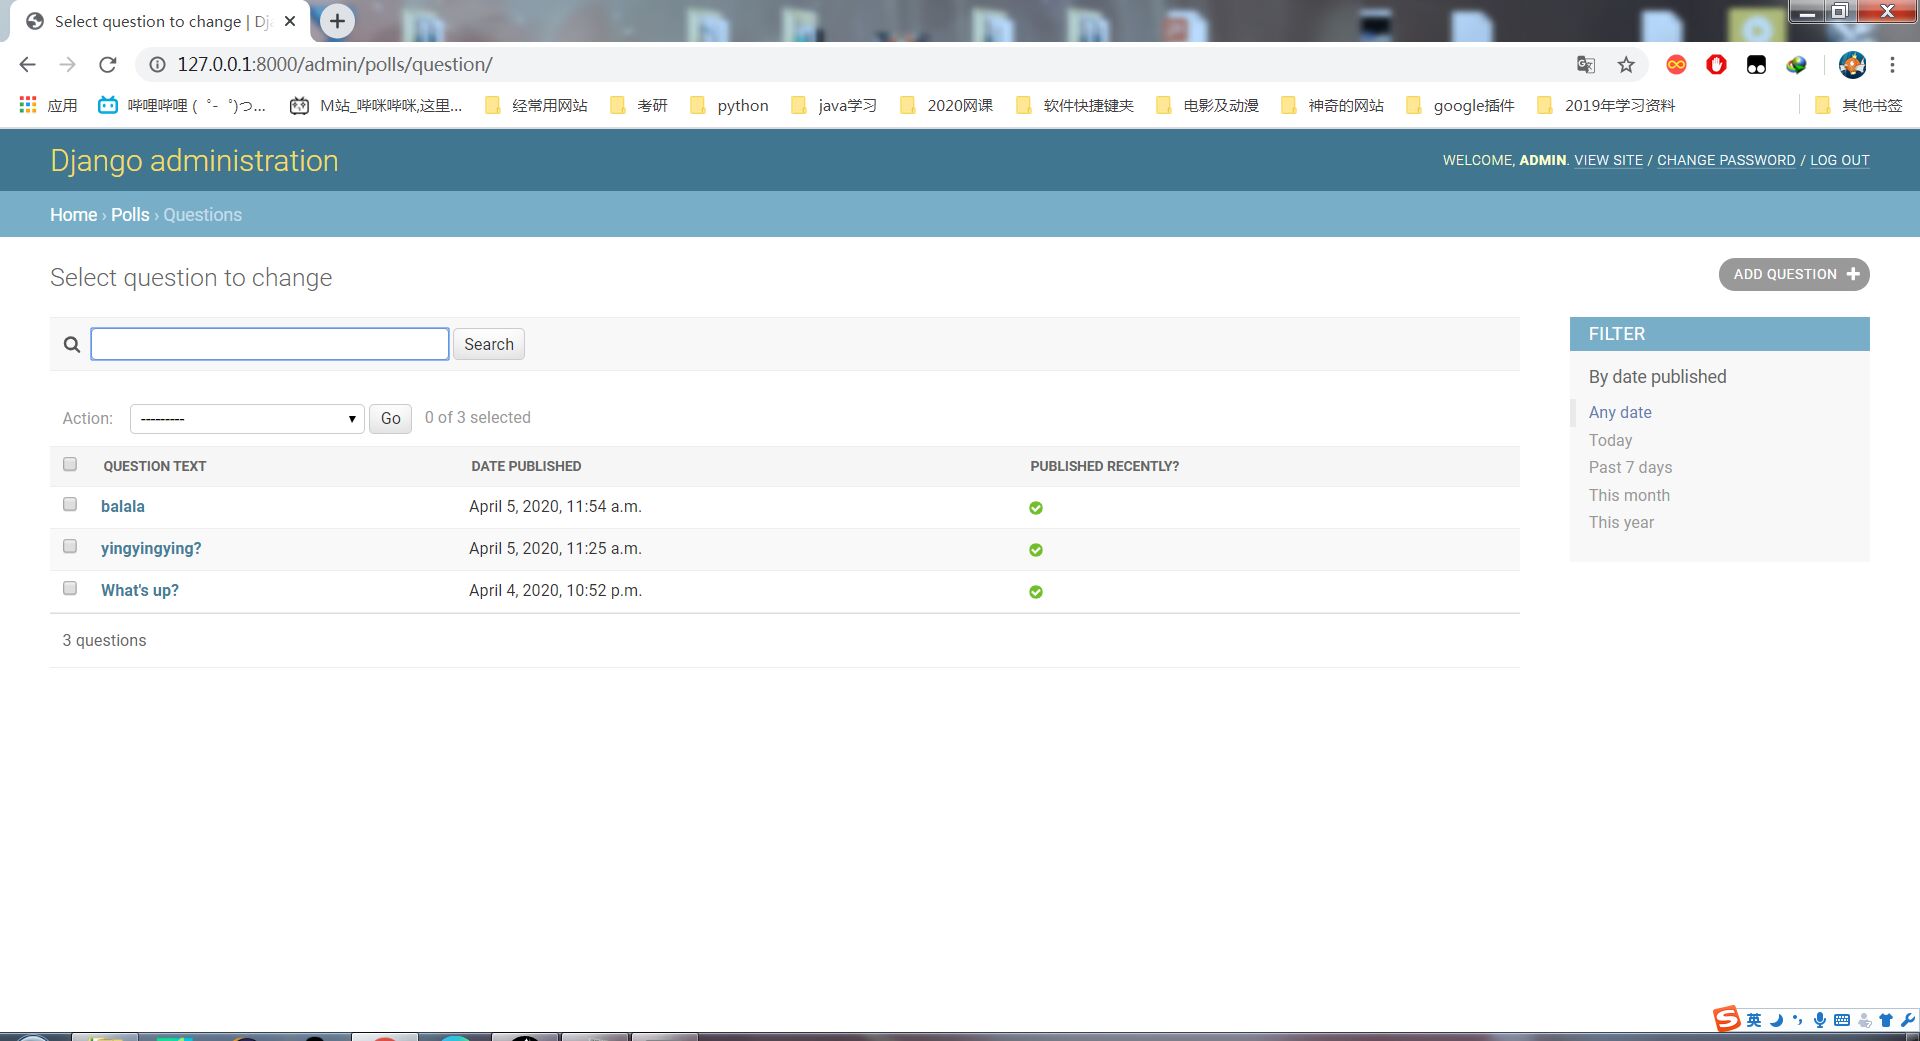 Select question to change | Dj
127.0.0.1:8000/admin/polls/question/
应用 哔哩哔哩 (゜-゜)つ... M站_哔咪哔咪,这里... 经常用网站 考研 python java学习 2020网课 软件快捷键夹 电影及动漫 神奇的网站 google插件 2019年学习资料 其他书签
Django administration
WELCOME, ADMIN. VIEW SITE / CHANGE PASSWORD / LOG OUT
Home › Polls › Questions
Select question to change
ADD QUESTION
Search
FILTER
By date published
Any date
Today
Past 7 days
This month
This year
Action: --------- Go 0 of 3 selected
QUESTION TEXT DATE PUBLISHED PUBLISHED RECENTLY?
balala April 5, 2020, 11:54 a.m.
yingyingying? April 5, 2020, 11:25 a.m.
What's up? April 4, 2020, 10:52 p.m.
3 questions
英